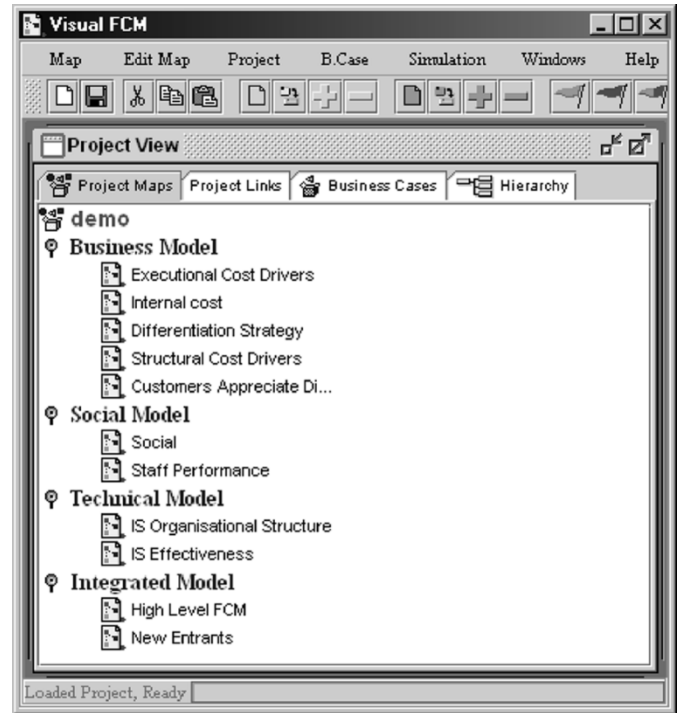 Visual FCM
Map Edit Map Project B.Case Simulation Windows Help
Project View
Project Maps Project Links Business Cases Hierarchy
demo
Business Model
Executional Cost Drivers
Internal cost
Differentiation Strategy
Structural Cost Drivers
Customers Appreciate Di...
Social Model
Social
Staff Performance
Technical Model
IS Organisational Structure
IS Effectiveness
Integrated Model
High Level FCM
New Entrants
Loaded Project, Ready